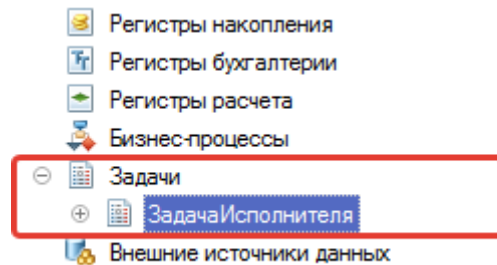 Регистры накопления
Регистры бухгалтерии
Регистры расчета
Бизнес-процессы
Задачи
ЗадачаИсполнителя
Внешние источники данных